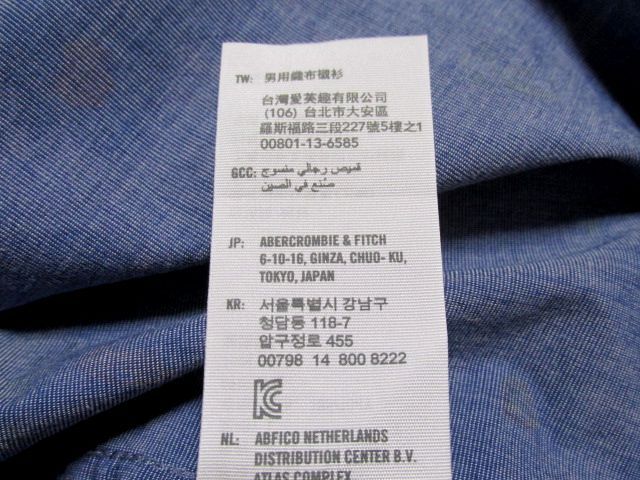 TW: 男用織布襯衫
台灣愛芙趣有限公司
(106) 台北市大安區
羅斯福路三段227號5樓之1
00801-13-6585
GCC: قميص رجالي منسوج
صُنع في الصين
JP: ABERCROMBIE & FITCH
6-10-16, GINZA, CHUO- KU,
TOKYO, JAPAN
KR: 서울특별시 강남구
청담동 118-7
압구정로 455
00798 14 800 8222
NL: ABFICO NETHERLANDS
DISTRIBUTION CENTER B.V.
ATLAS COMPLEX